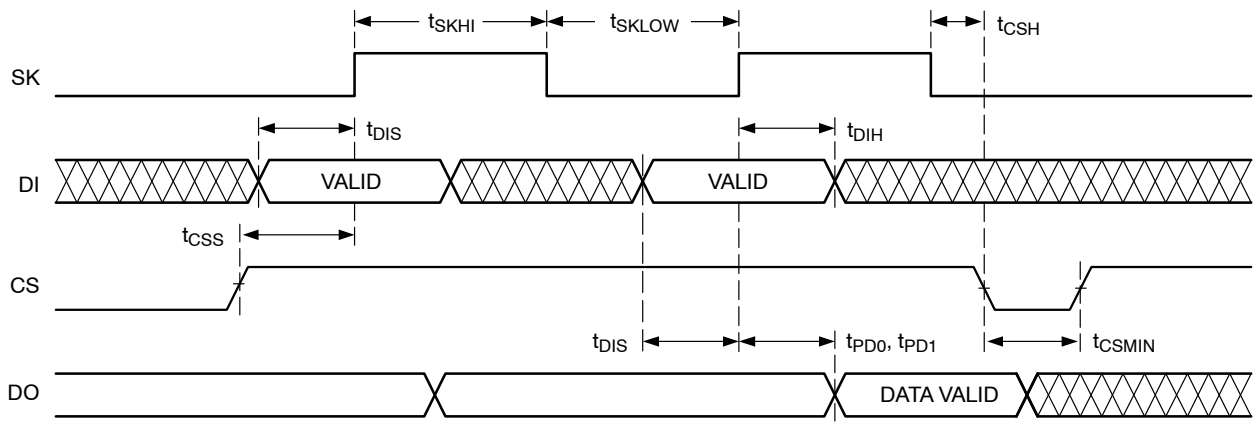 tSKHI tSKLOW tCSH
SK
tDIS tDIH
DI VALID VALID
tCSS
CS
tDIS tPD0, tPD1 tCSMIN
DO DATA VALID